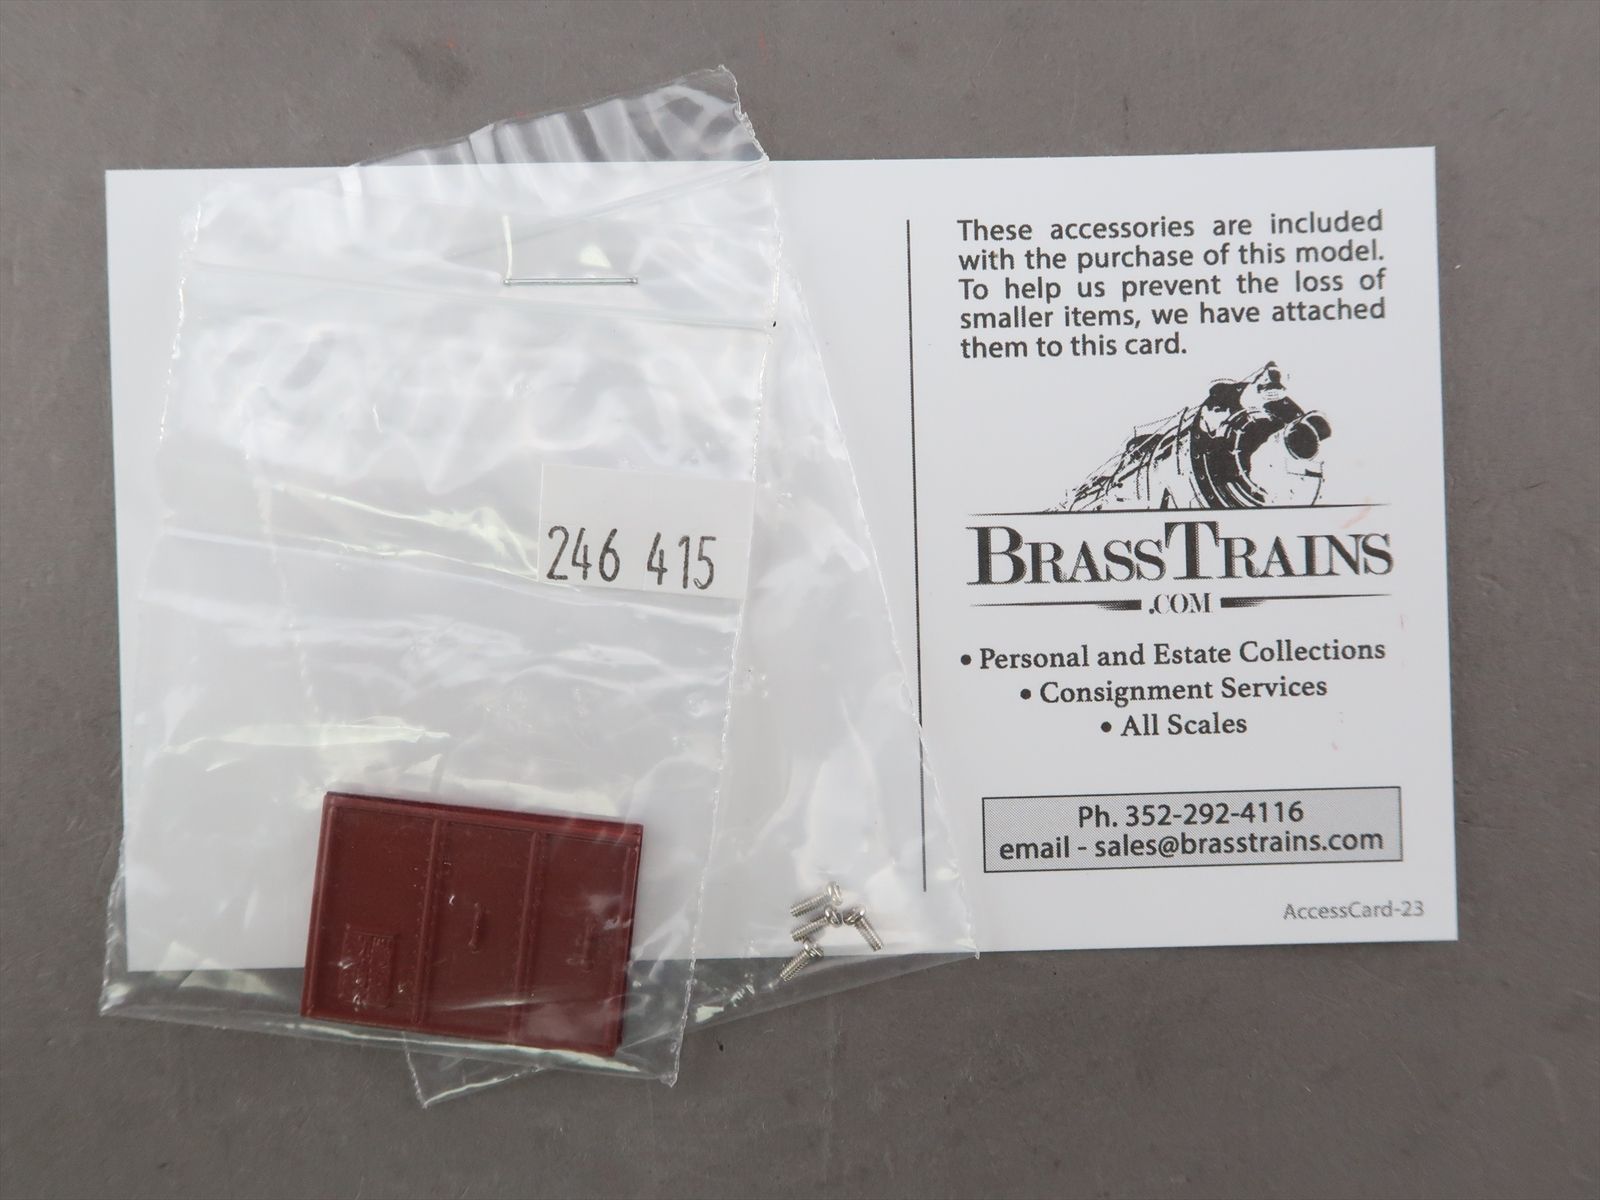 These accessories are included
with the purchase of this model.
To help us prevent the loss of
smaller items, we have attached
them to this card.
246 415
BRASSTRAINS
.COM
• Personal and Estate Collections
• Consignment Services
• All Scales
Ph. 352-292-4116
email - sales@brasstrains.com
AccessCard-23